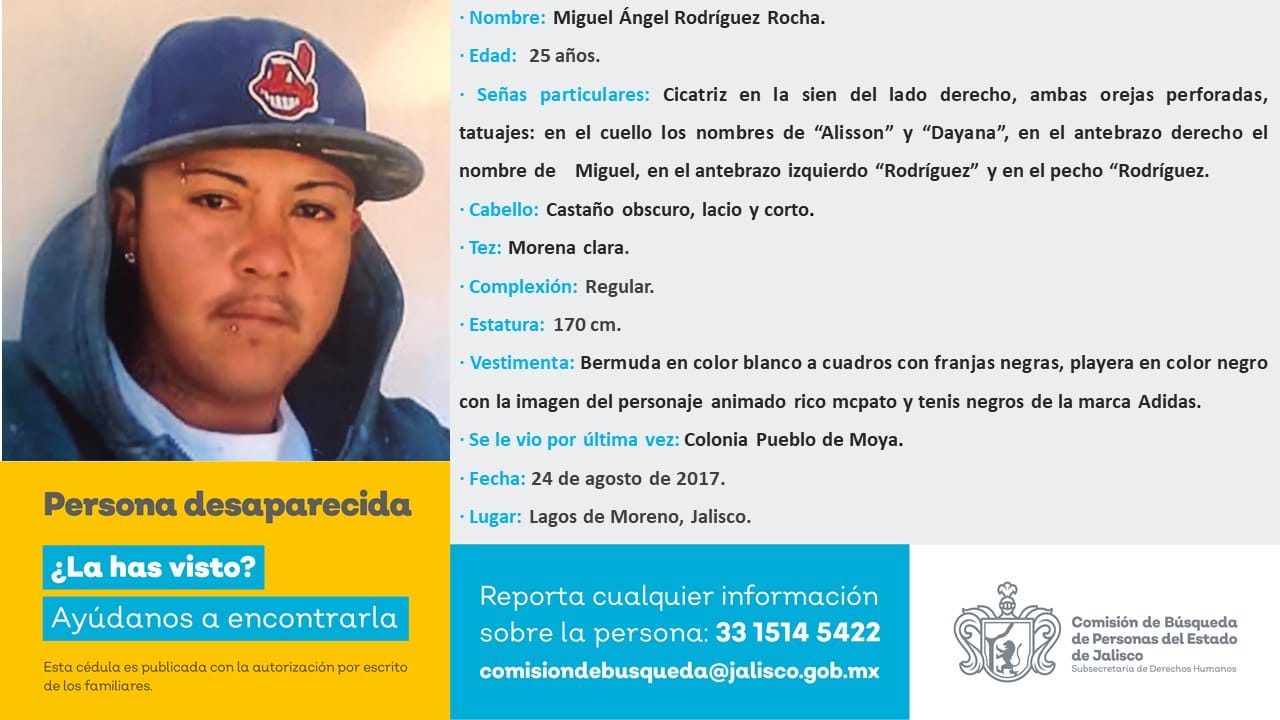 · Nombre: Miguel Ángel Rodríguez Rocha.
· Edad: 25 años.
· Señas particulares: Cicatriz en la sien del lado derecho, ambas orejas perforadas,
tatuajes: en el cuello los nombres de “Alisson” y “Dayana”, en el antebrazo derecho el
nombre de Miguel, en el antebrazo izquierdo “Rodríguez” y en el pecho “Rodríguez.
· Cabello: Castaño obscuro, lacio y corto.
· Tez: Morena clara.
· Complexión: Regular.
· Estatura: 170 cm.
· Vestimenta: Bermuda en color blanco a cuadros con franjas negras, playera en color negro
con la imagen del personaje animado rico mcpato y tenis negros de la marca Adidas.
· Se le vio por última vez: Colonia Pueblo de Moya.
· Fecha: 24 de agosto de 2017.
· Lugar: Lagos de Moreno, Jalisco.
Persona desaparecida
¿La has visto?
Ayúdanos a encontrarla
Esta cédula es publicada con la autorización por escrito
de los familiares.
Reporta cualquier información
sobre la persona: 33 1514 5422
comisiondebusqueda@jalisco.gob.mx
Comisión de Búsqueda
de Personas del Estado
de Jalisco
Subsecretaría de Derechos Humanos